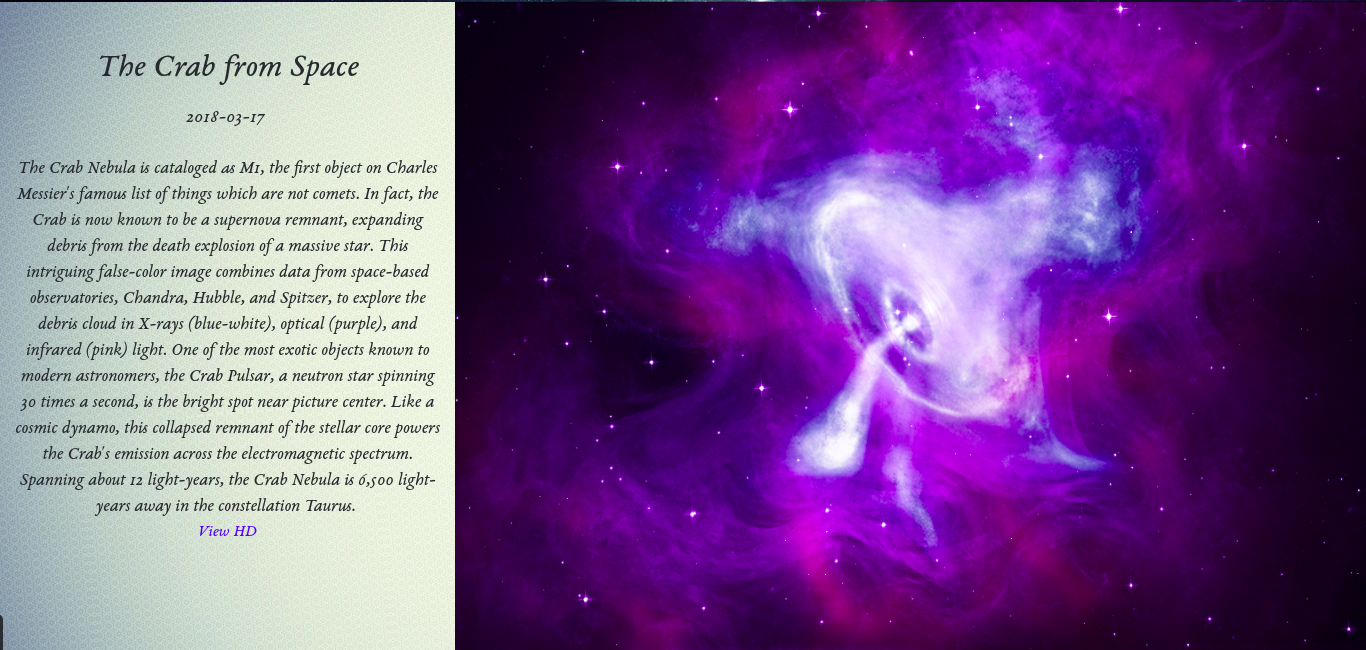 The Crab from Space
2018-03-17
The Crab Nebula is cataloged as M1, the first object on Charles
Messier's famous list of things which are not comets. In fact, the
Crab is now known to be a supernova remnant, expanding
debris from the death explosion of a massive star. This
intriguing false-color image combines data from space-based
observatories, Chandra, Hubble, and Spitzer, to explore the
debris cloud in X-rays (blue-white), optical (purple), and
infrared (pink) light. One of the most exotic objects known to
modern astronomers, the Crab Pulsar, a neutron star spinning
30 times a second, is the bright spot near picture center. Like a
cosmic dynamo, this collapsed remnant of the stellar core powers
the Crab's emission across the electromagnetic spectrum.
Spanning about 12 light-years, the Crab Nebula is 6,500 light-
years away in the constellation Taurus.
View HD